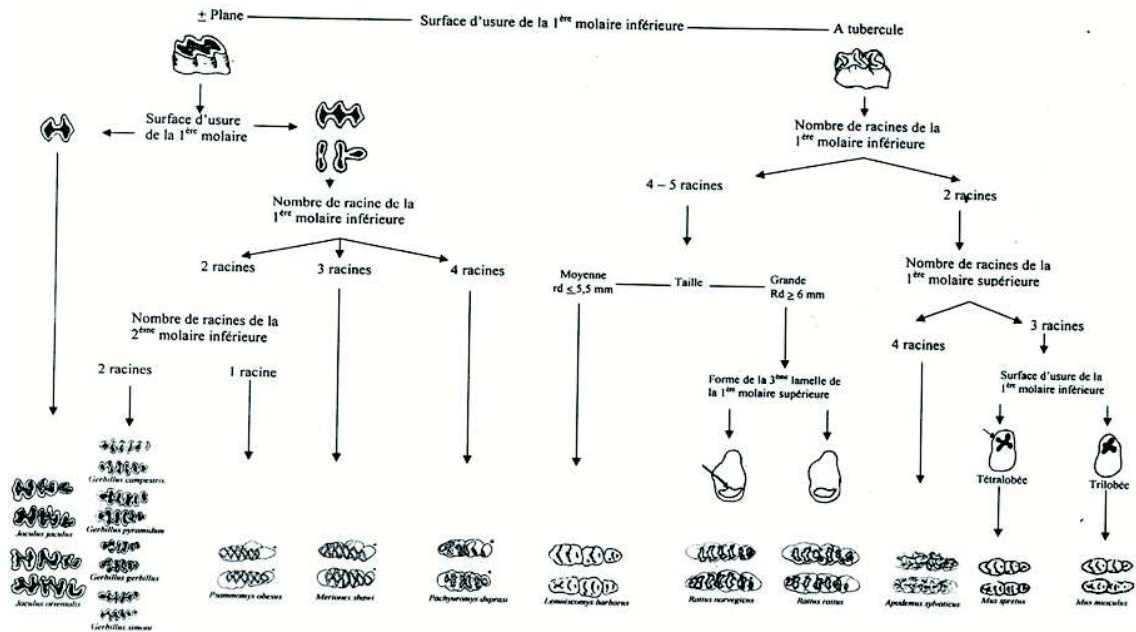 Surface d'usure de la 1ère molaire inférieure
± Plane
A tubercule
Surface d'usure
de la 1ère molaire
Nombre de racine de la
1ère molaire inférieure
2 racines
3 racines
4 racines
Nombre de racines de la
2ème molaire inférieure
2 racines
1 racine
Nombre de racines de la
1ère molaire inférieure
4 – 5 racines
2 racines
Moyenne
rd ≤ 5,5 mm
Taille
Grande
Rd ≥ 6 mm
Forme de la 3ème lamelle de
la 1ère molaire supérieure
Nombre de racines de la
1ère molaire supérieure
4 racines
3 racines
Surface d'usure de la
1ère molaire inférieure
Tétralobée
Trilobée
Jaculus jaculus
Jaculus orientalis
Gerbillus campestris
Gerbillus pyramidum
Gerbillus gerbillus
Gerbillus simoni
Psammomys obesus
Meriones shawi
Pachyuromys duprasi
Lemniscomys barbarus
Rattus norvegicus
Rattus rattus
Apodemus sylvaticus
Mus spretus
Mus musculus